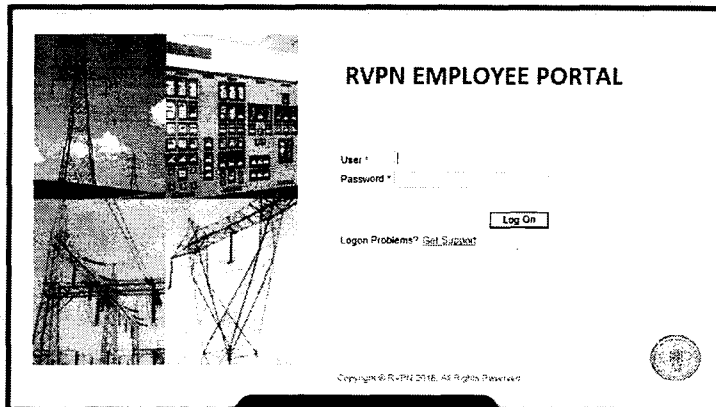 RVPN EMPLOYEE PORTAL
User *
Password *
Log On
Logon Problems? Get Support
Copyright © RVPN 2016. All Rights Reserved